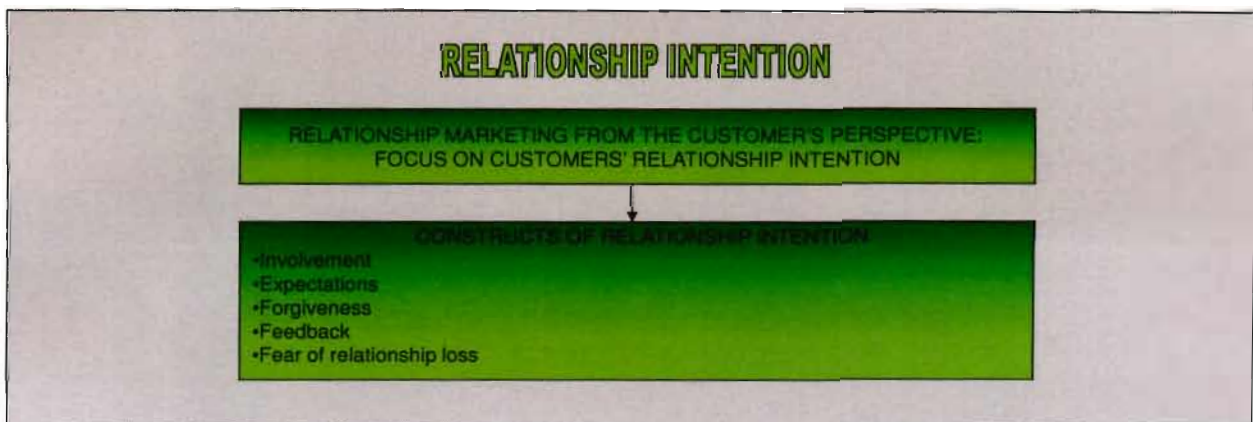 RELATIONSHIP INTENTION
RELATIONSHIP MARKETING FROM THE CUSTOMER'S PERSPECTIVE:
FOCUS ON CUSTOMERS' RELATIONSHIP INTENTION
CONSTRUCTS OF RELATIONSHIP INTENTION
•Involvement
•Expectations
•Forgiveness
•Feedback
•Fear of relationship loss